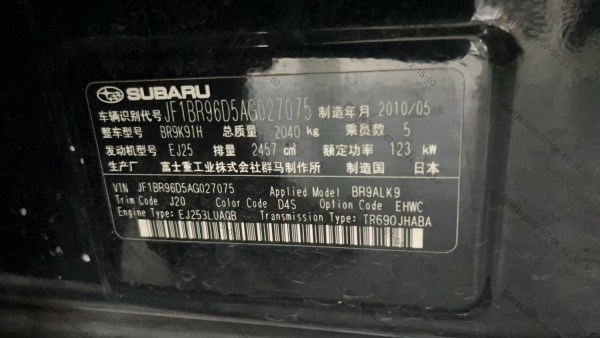 SUBARU
车辆识别代号 JF1BR96D5AG027075 制造年月 2010/05
整车型号 BR9K91H 总质量 2040 kg 乘员数 5
发动机型号 EJ25 排量 2457 cm³ 额定功率 123 kW
生产厂 富士重工业株式会社群马制作所 制造国 日本
VIN JF1BR96D5AG027075 Applied Model BR9ALK9
Trim Code J20 Color Code D4S Option Code EHWC
Engine Type: EJ253LUAQB Transmission Type: TR690JHABA